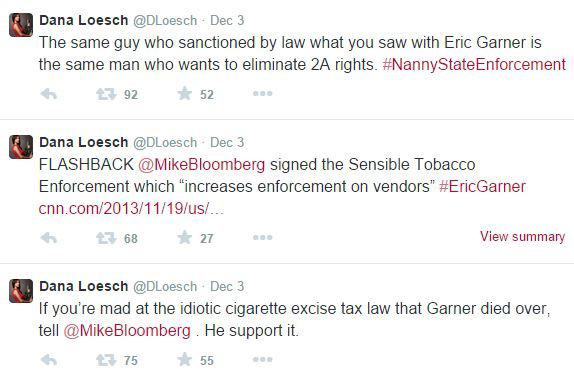 Dana Loesch @DLoesch · Dec 3
The same guy who sanctioned by law what you saw with Eric Garner is
the same man who wants to eliminate 2A rights. #NannyStateEnforcement
92 52
Dana Loesch @DLoesch · Dec 3
FLASHBACK @MikeBloomberg signed the Sensible Tobacco
Enforcement which “increases enforcement on vendors” #EricGarner
cnn.com/2013/11/19/us/…
68 27 View summary
Dana Loesch @DLoesch · Dec 3
If you’re mad at the idiotic cigarette excise tax law that Garner died over,
tell @MikeBloomberg . He support it.
75 55